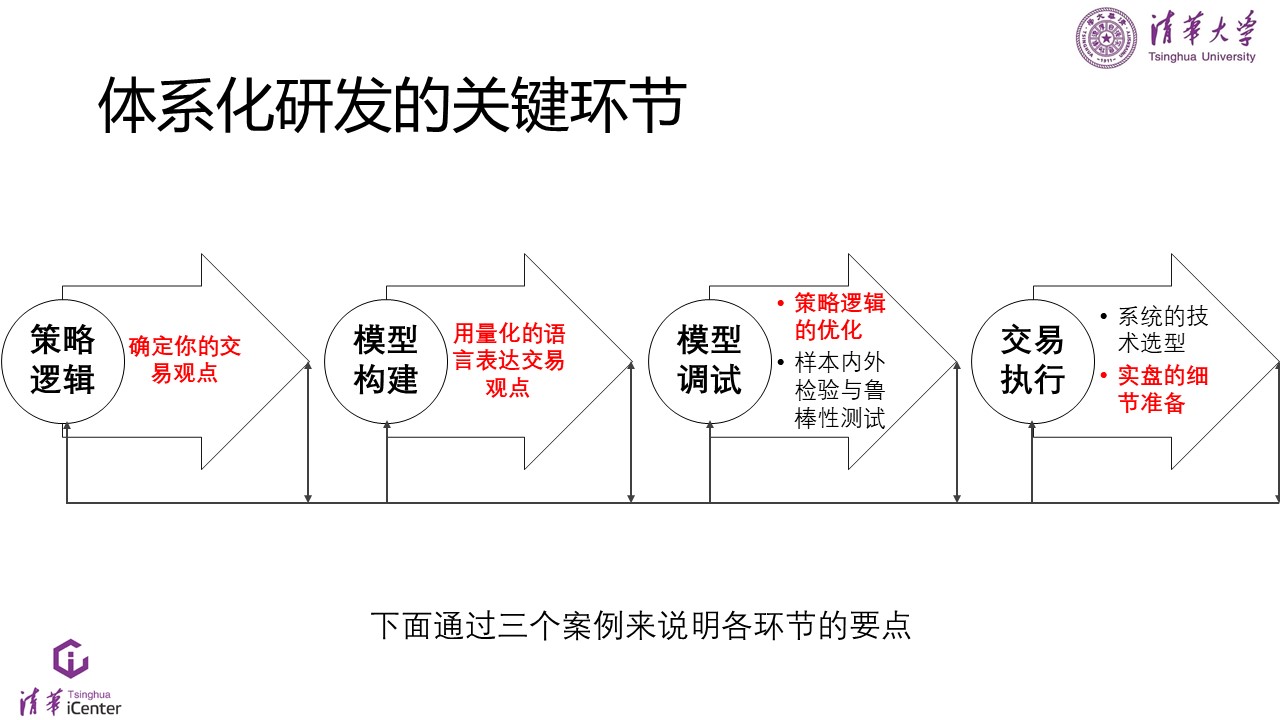 清华大学
Tsinghua University
体系化研发的关键环节
策略
逻辑
确定你的交
易观点
模型
构建
用量化的语
言表达交易
观点
模型
调试
• 策略逻辑
的优化
• 样本内外
检验与鲁
棒性测试
交易
执行
• 系统的技
术选型
• 实盘的细
节准备
下面通过三个案例来说明各环节的要点
清华
Tsinghua
iCenter